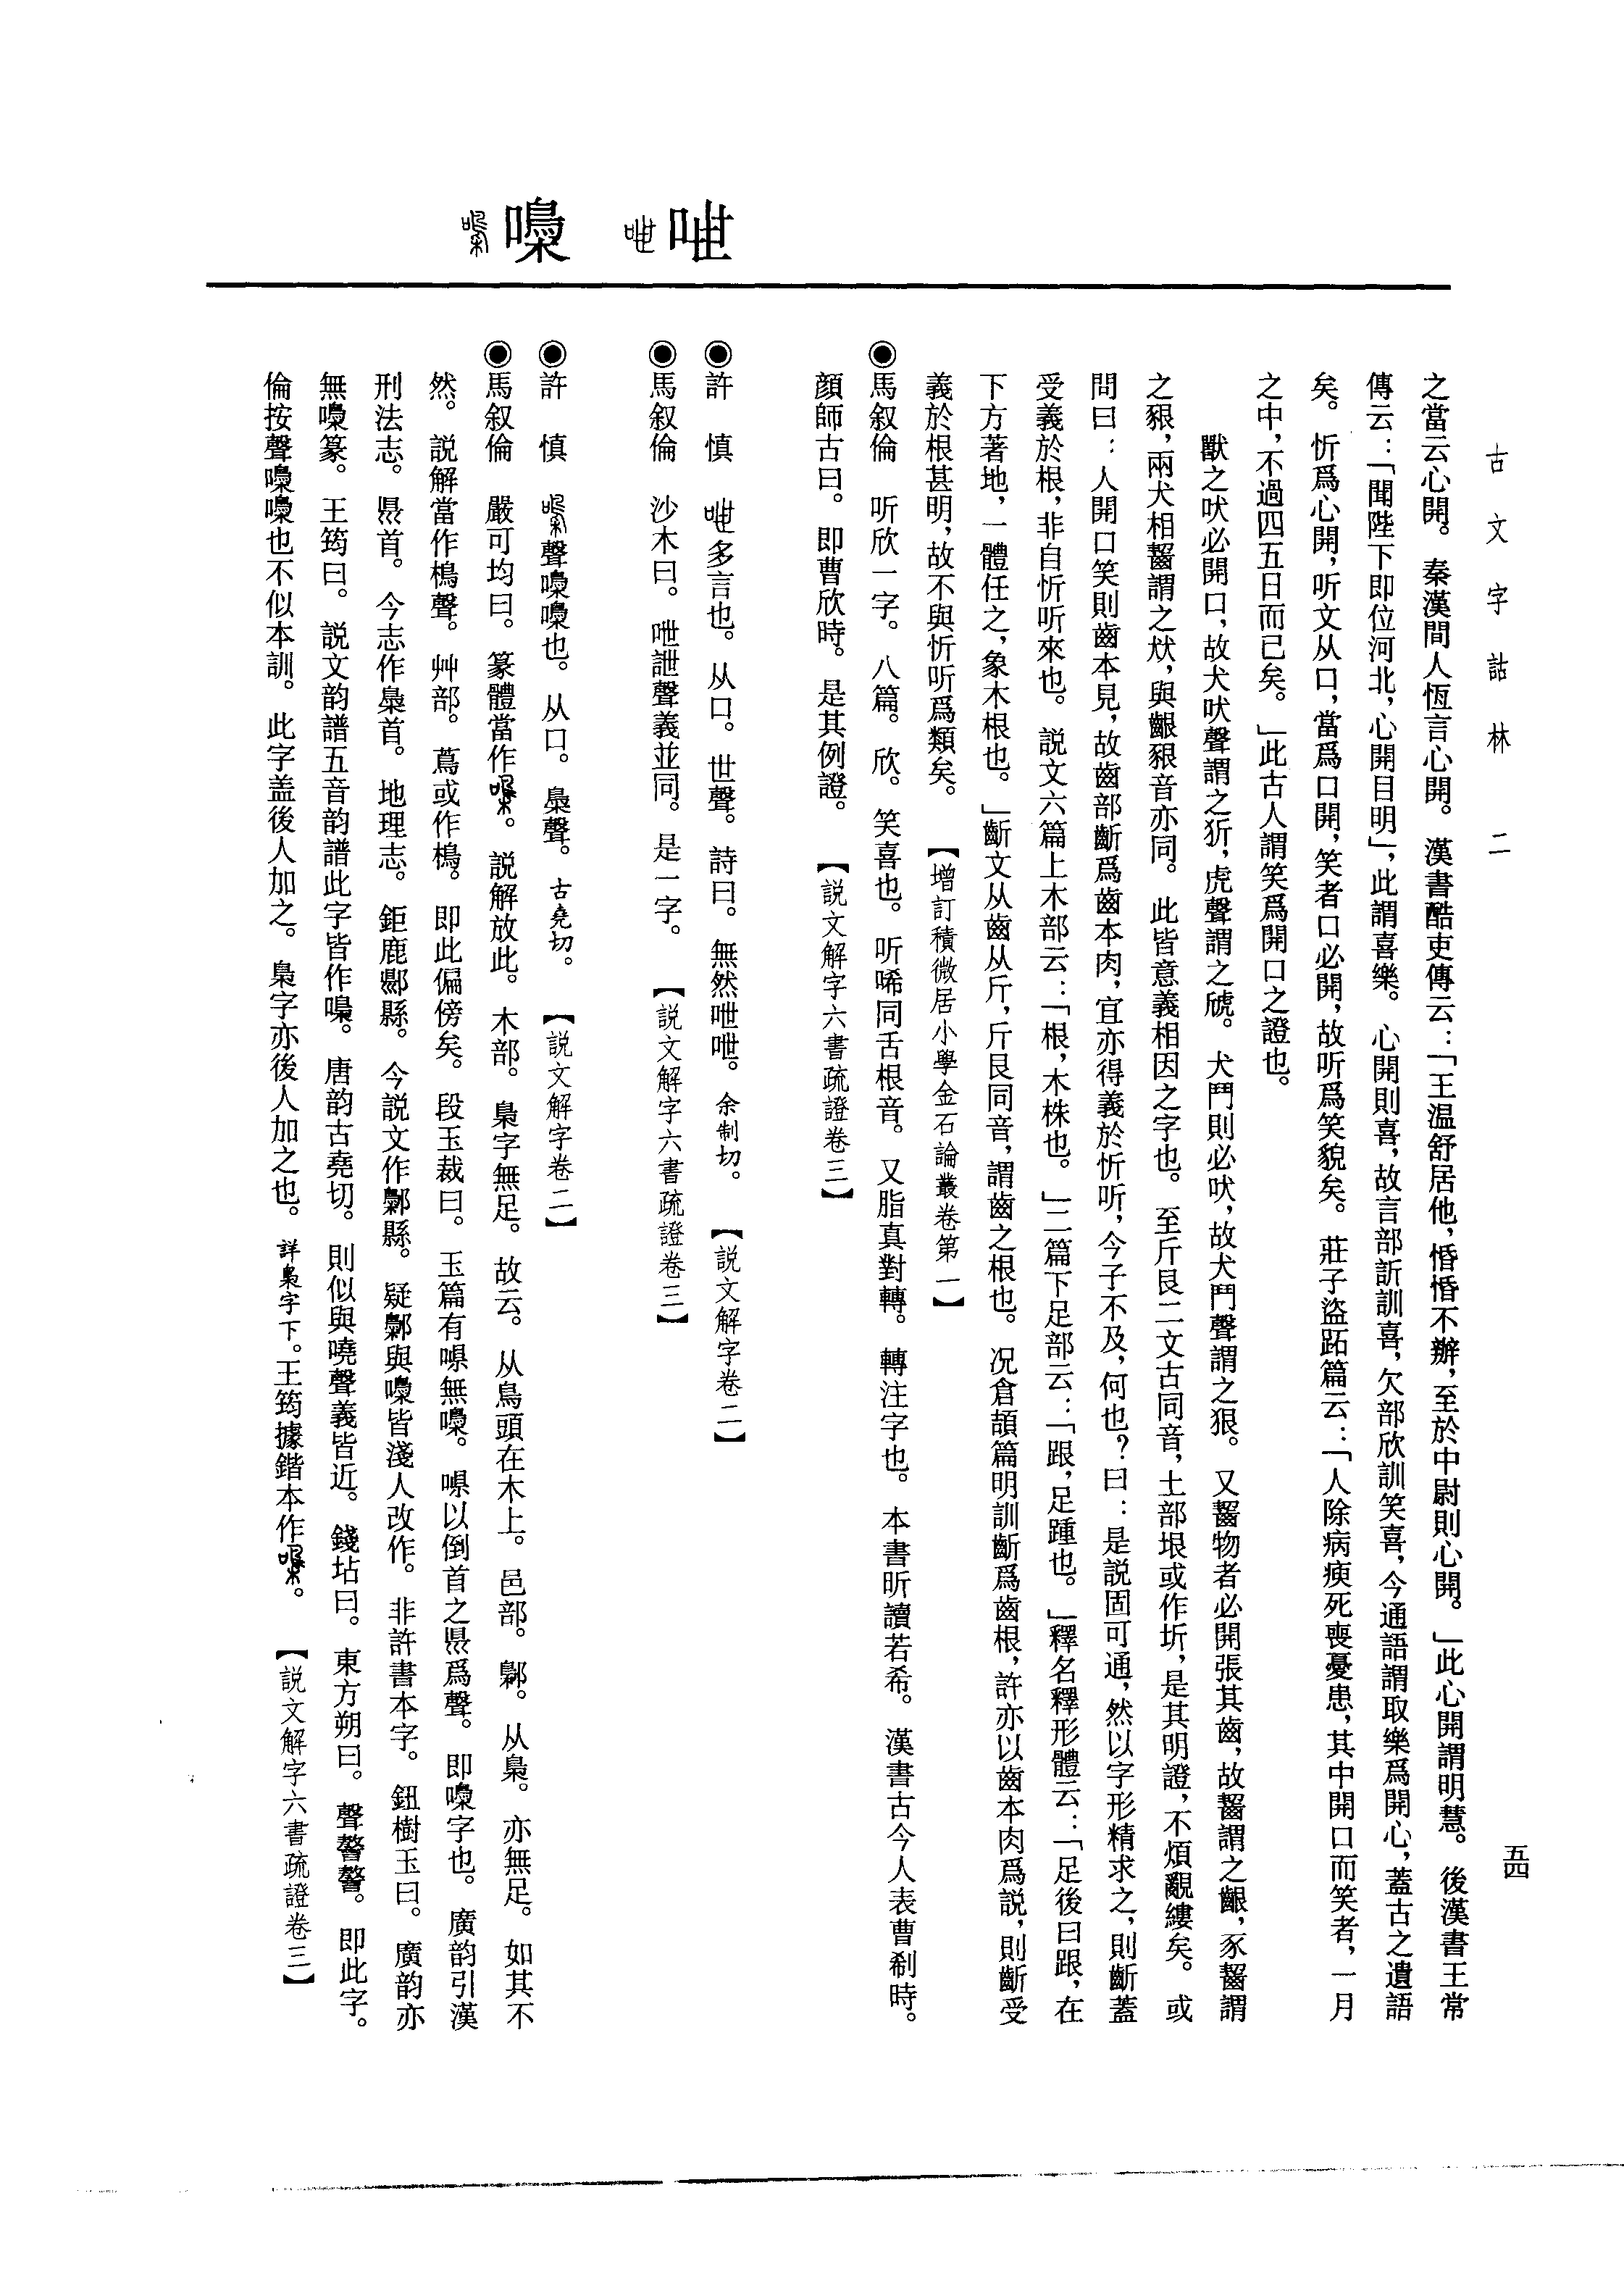 古文字詁林 二
五四
呭
嘄
之當云心開。秦漢間人恆言心開。漢書酷吏傳云：「王温舒居他，惛惛不辦，至於中尉則心開。」此心開謂明慧。後漢書王常
傳云：「聞陛下即位河北，心開目明」，此謂喜樂。心開則喜，故言部訢訓喜，欠部欣訓笑喜，今通語謂取樂爲開心，蓋古之遺語
矣。忻爲心開，听文从口，當爲口開，笑者口必開，故听爲笑貌矣。莊子盜跖篇云：「人除病瘐死喪憂患，其中開口而笑者，一月
之中，不過四五日而已矣。」此古人謂笑爲開口之證也。
獸之吠必開口，故犬吠聲謂之犾，虎聲謂之虓。犬鬥則必吠，故犬鬥聲謂之狠。又齧物者必開張其齒，故齧謂之齦，豕齧謂
之豤，兩犬相齧謂之㹜，與齦豤音亦同。此皆意義相因之字也。至斤艮二文古同音，土部垠或作圻，是其明證，不煩覼縷矣。或
問曰：人開口笑則齒本見，故齒部齗爲齒本肉，宜亦得義於忻听，今子不及，何也？曰：是説固可通，然以字形精求之，則齗蓋
受義於根，非自忻听來也。説文六篇上木部云：「根，木株也。」二篇下足部云：「跟，足踵也。」釋名釋形體云：「足後曰跟，在
下方著地，一體任之，象木根也。」齗文从齒从斤，斤艮同音，謂齒之根也。况倉頡篇明訓齗爲齒根，許亦以齒本肉爲説，則齗受
義於根甚明，故不與忻听爲類矣。【增訂積微居小學金石論叢卷第一】
◉馬叙倫 听欣一字。八篇。欣。笑喜也。听唏同舌根音。又脂真對轉。轉注字也。本書昕讀若希。漢書古今人表曹刜時。
顔師古曰。即曹欣時。是其例證。【説文解字六書疏證卷三】
◉許 慎 多言也。从口。世聲。詩曰。無然呭呭。余制切。【説文解字卷二】
◉馬叙倫 沙木曰。呭詍聲義並同。是一字。【説文解字六書疏證卷三】
◉許 慎 聲嘄嘄也。从口。梟聲。古堯切。【説文解字卷二】
◉馬叙倫 嚴可均曰。篆體當作。説解放此。木部。梟字無足。故云。从鳥頭在木上。邑部。鄡。从梟。亦無足。如其不
然。説解當作樢聲。艸部。蔦或作樢。即此偏傍矣。段玉裁曰。玉篇有㗖無嘄。以倒首之県爲聲。即嘄字也。廣韵引漢
刑法志。県首。今志作梟首。地理志。鉅鹿鄥縣。今説文作鄡縣。疑鄡與嘄皆淺人改作。非許書本字。鈕樹玉曰。廣韵亦
無嘄篆。王筠曰。説文韵譜五音韵譜此字皆作嘄。唐韵古堯切。則似與嘵聲義皆近。錢坫曰。東方朔曰。聲謷謷。即此字。
倫按聲嘄嘄也不似本訓。此字盖後人加之。梟字亦後人加之也。詳梟字下。王筠據鍇本作。【説文解字六書疏證卷三】